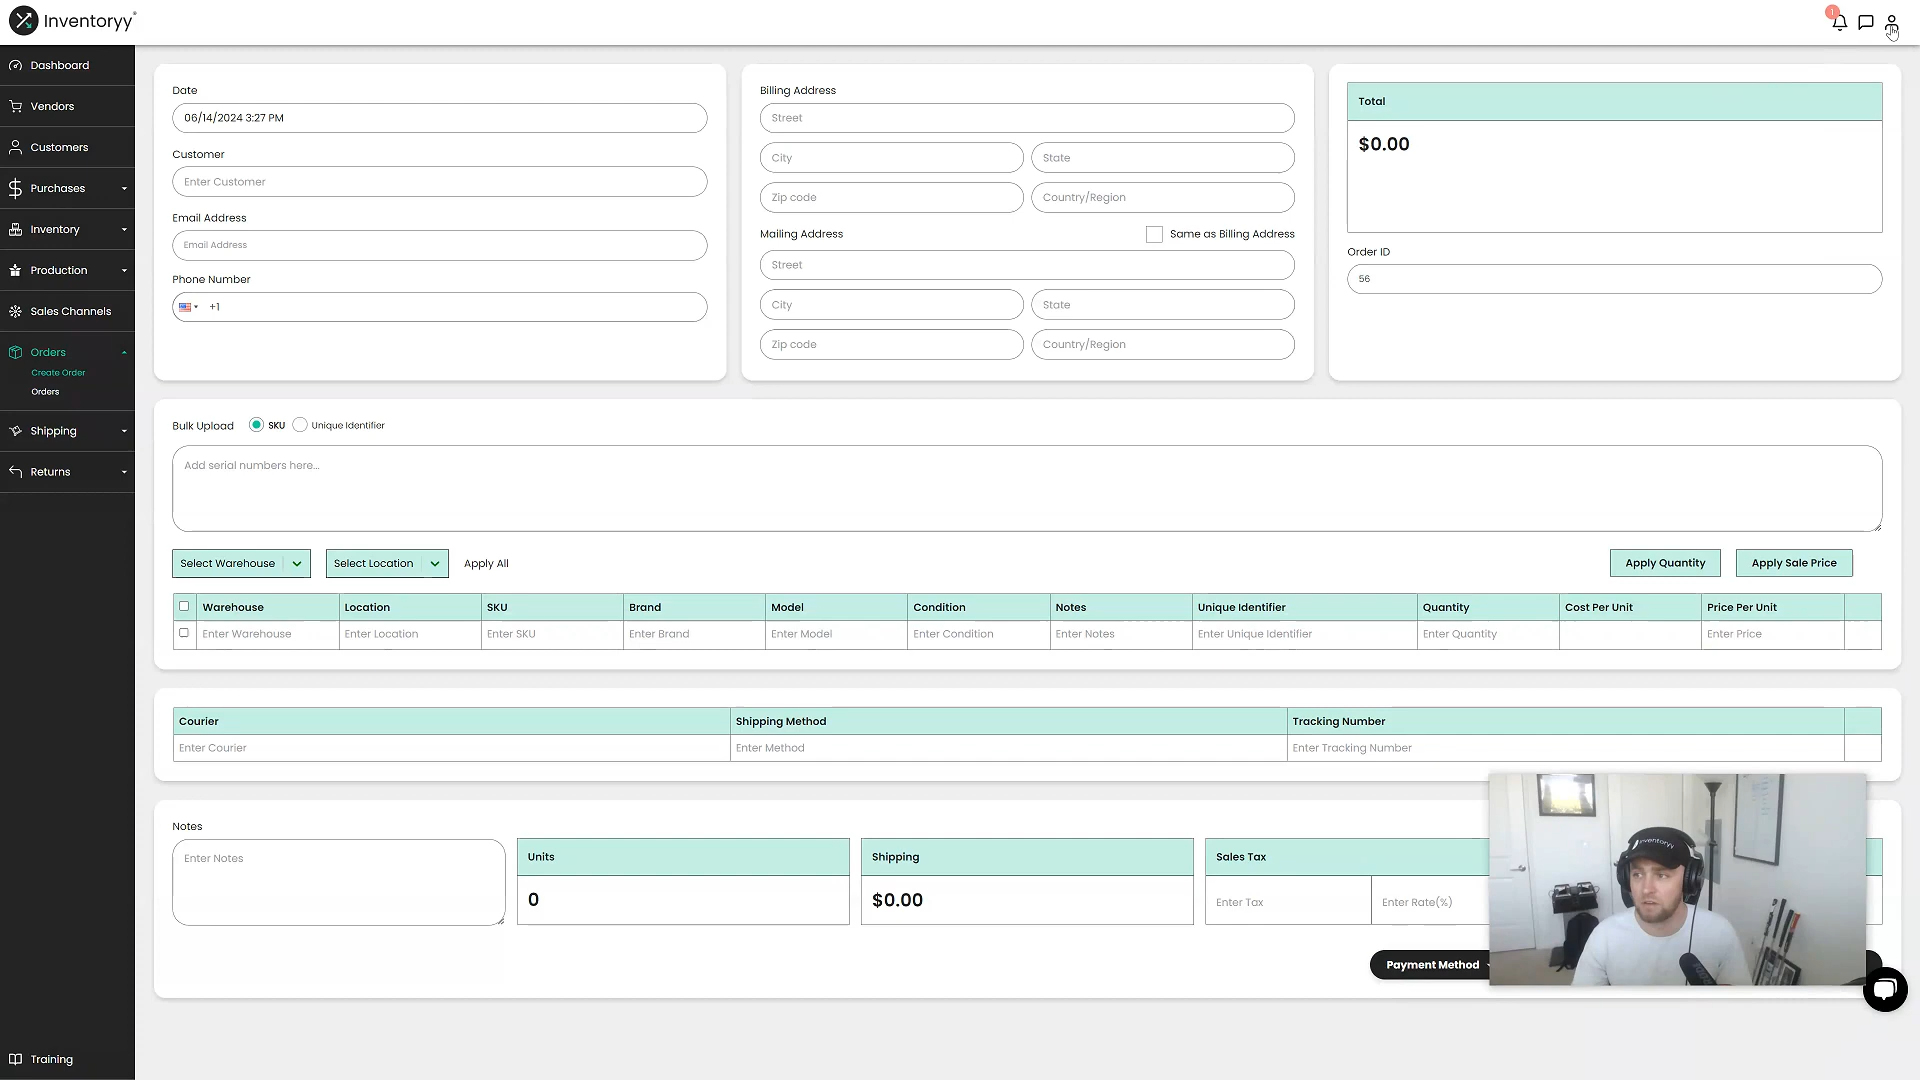 Inventoryy
1
Dashboard
Vendors
Customers
Purchases
Inventory
Production
Sales Channels
Orders
Create Order
Orders
Shipping
Returns
Training
Date
06/14/2024 3:27 PM
Customer
Enter Customer
Email Address
Email Address
Phone Number
+1
Billing Address
Street
City State
Zip code Country/Region
Mailing Address Same as Billing Address
Street
City State
Zip code Country/Region
Total
$0.00
Order ID
56
Bulk Upload SKU Unique Identifier
Add serial numbers here...
Select Warehouse Select Location Apply All Apply Quantity Apply Sale Price
Warehouse Location SKU Brand Model Condition Notes Unique Identifier Quantity Cost Per Unit Price Per Unit
Enter Warehouse Enter Location Enter SKU Enter Brand Enter Model Enter Condition Enter Notes Enter Unique Identifier Enter Quantity Enter Price
Courier Shipping Method Tracking Number
Enter Courier Enter Method Enter Tracking Number
Notes
Enter Notes
Units
0
Shipping
$0.00
Sales Tax
Enter Tax Enter Rate(%)
Payment Method
Inventoryy